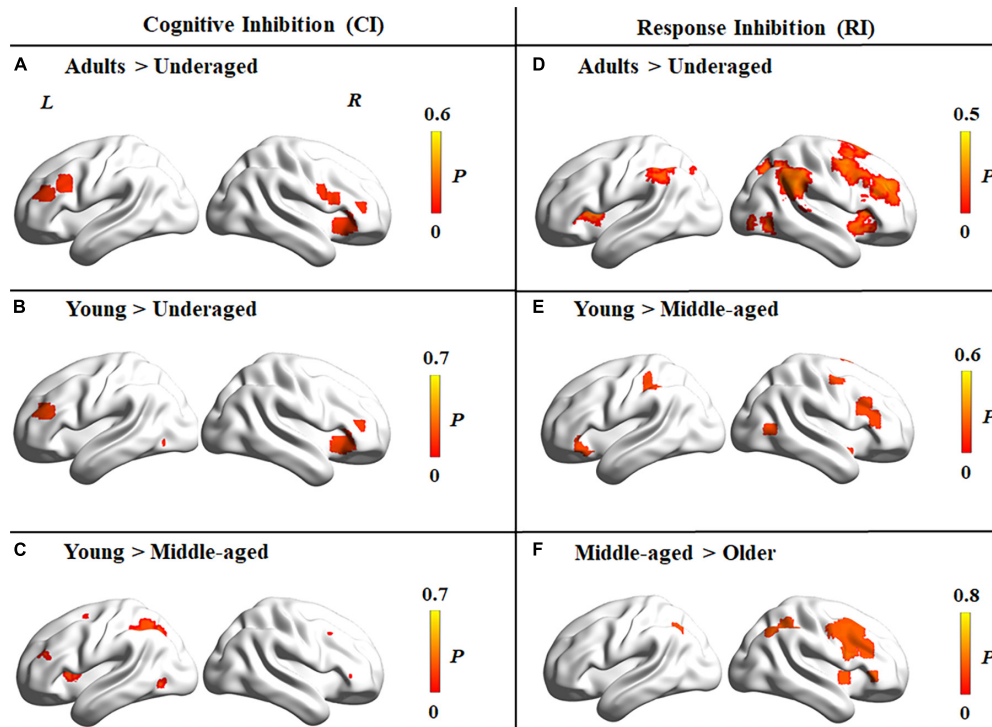 Cognitive Inhibition (CI)
Response Inhibition (RI)
A Adults > Underaged
L
R
0.6
P
0
D Adults > Underaged
0.5
P
0
B Young > Underaged
0.7
P
0
E Young > Middle-aged
0.6
P
0
C Young > Middle-aged
0.7
P
0
F Middle-aged > Older
0.8
P
0